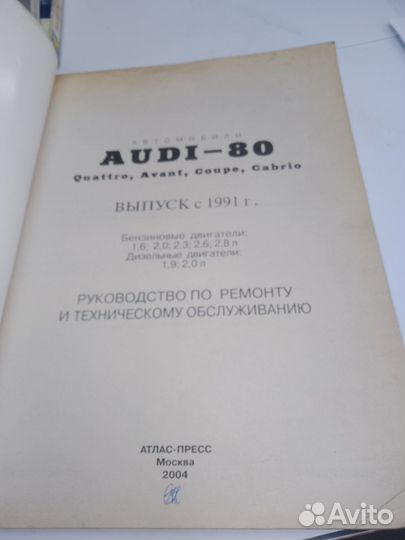 АВТОМОБИЛИ
AUDI–80
Quattro, Avant, Coupe, Cabrio
ВЫПУСК с 1991 г.
Бензиновые двигатели:
1,6; 2,0; 2,3; 2,6, 2,8 л
Дизельные двигатели:
1,9; 2,0 л
РУКОВОДСТВО ПО РЕМОНТУ
И ТЕХНИЧЕСКОМУ ОБСЛУЖИВАНИЮ
АТЛАС-ПРЕСС
Москва
2004
Avito